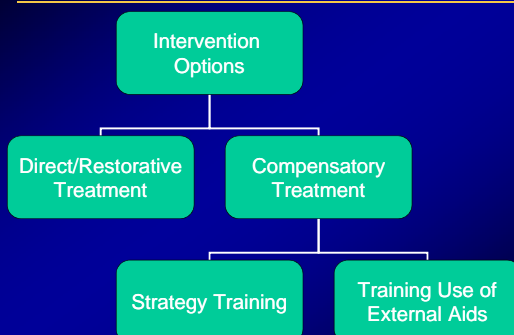 Intervention
Options
Direct/Restorative
Treatment
Compensatory
Treatment
Strategy Training
Training Use of
External Aids